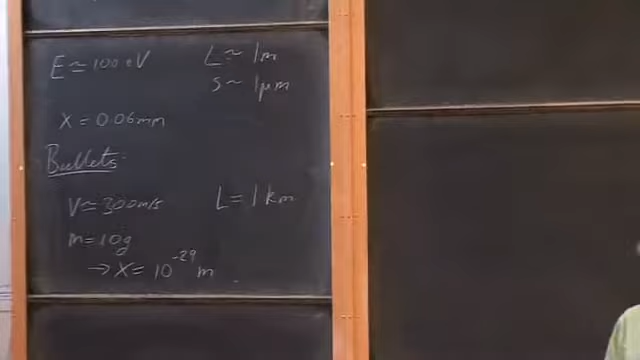 E ≃ 100 eV L ~ 1m
s ~ 1μm
x = 0.06mm
Bullets
V ≃ 300m/s L = 1 km
m = 10g
→ x = 10⁻²⁹ m